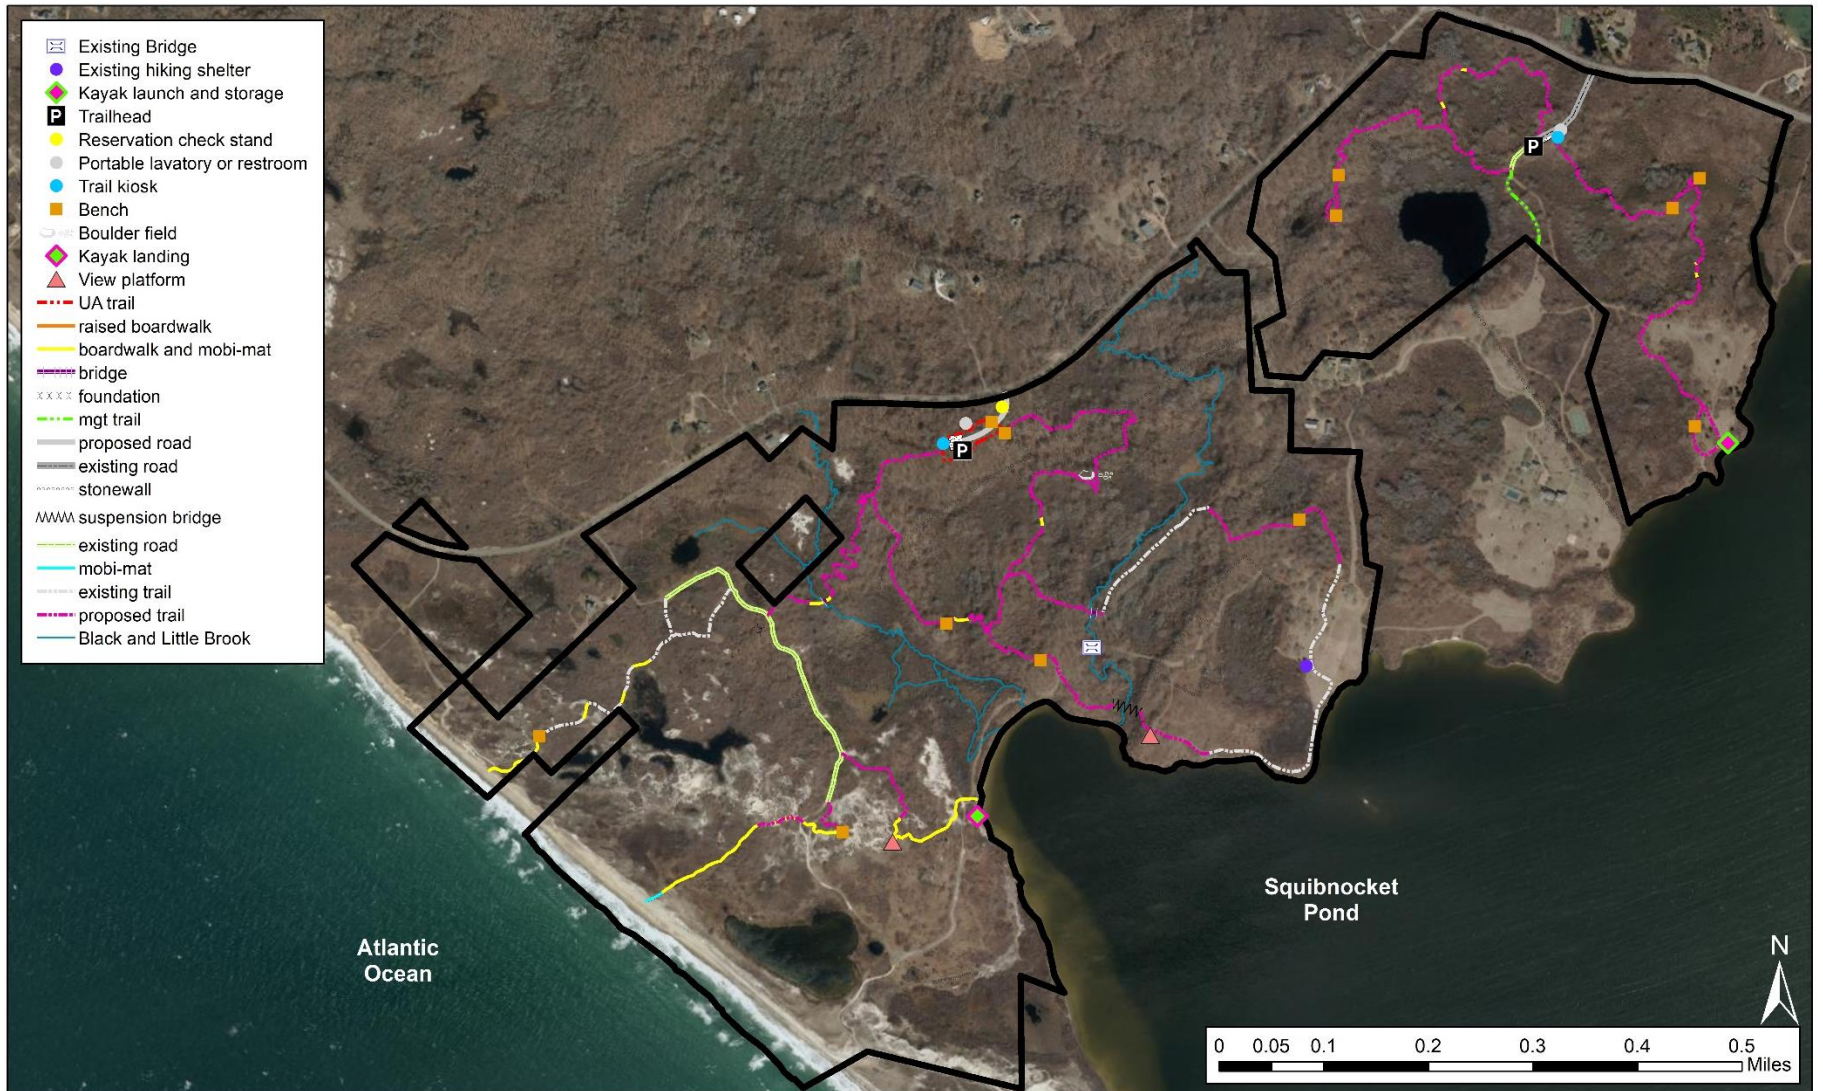 Existing Bridge
Existing hiking shelter
Kayak launch and storage
P Trailhead
Reservation check stand
Portable lavatory or restroom
Trail kiosk
Bench
Boulder field
Kayak landing
View platform
UA trail
raised boardwalk
boardwalk and mobi-mat
bridge
foundation
mgt trail
proposed road
existing road
stonewall
suspension bridge
existing road
mobi-mat
existing trail
proposed trail
Black and Little Brook
P
P
Squibnocket
Pond
Atlantic
Ocean
N
0 0.05 0.1 0.2 0.3 0.4 0.5
Miles